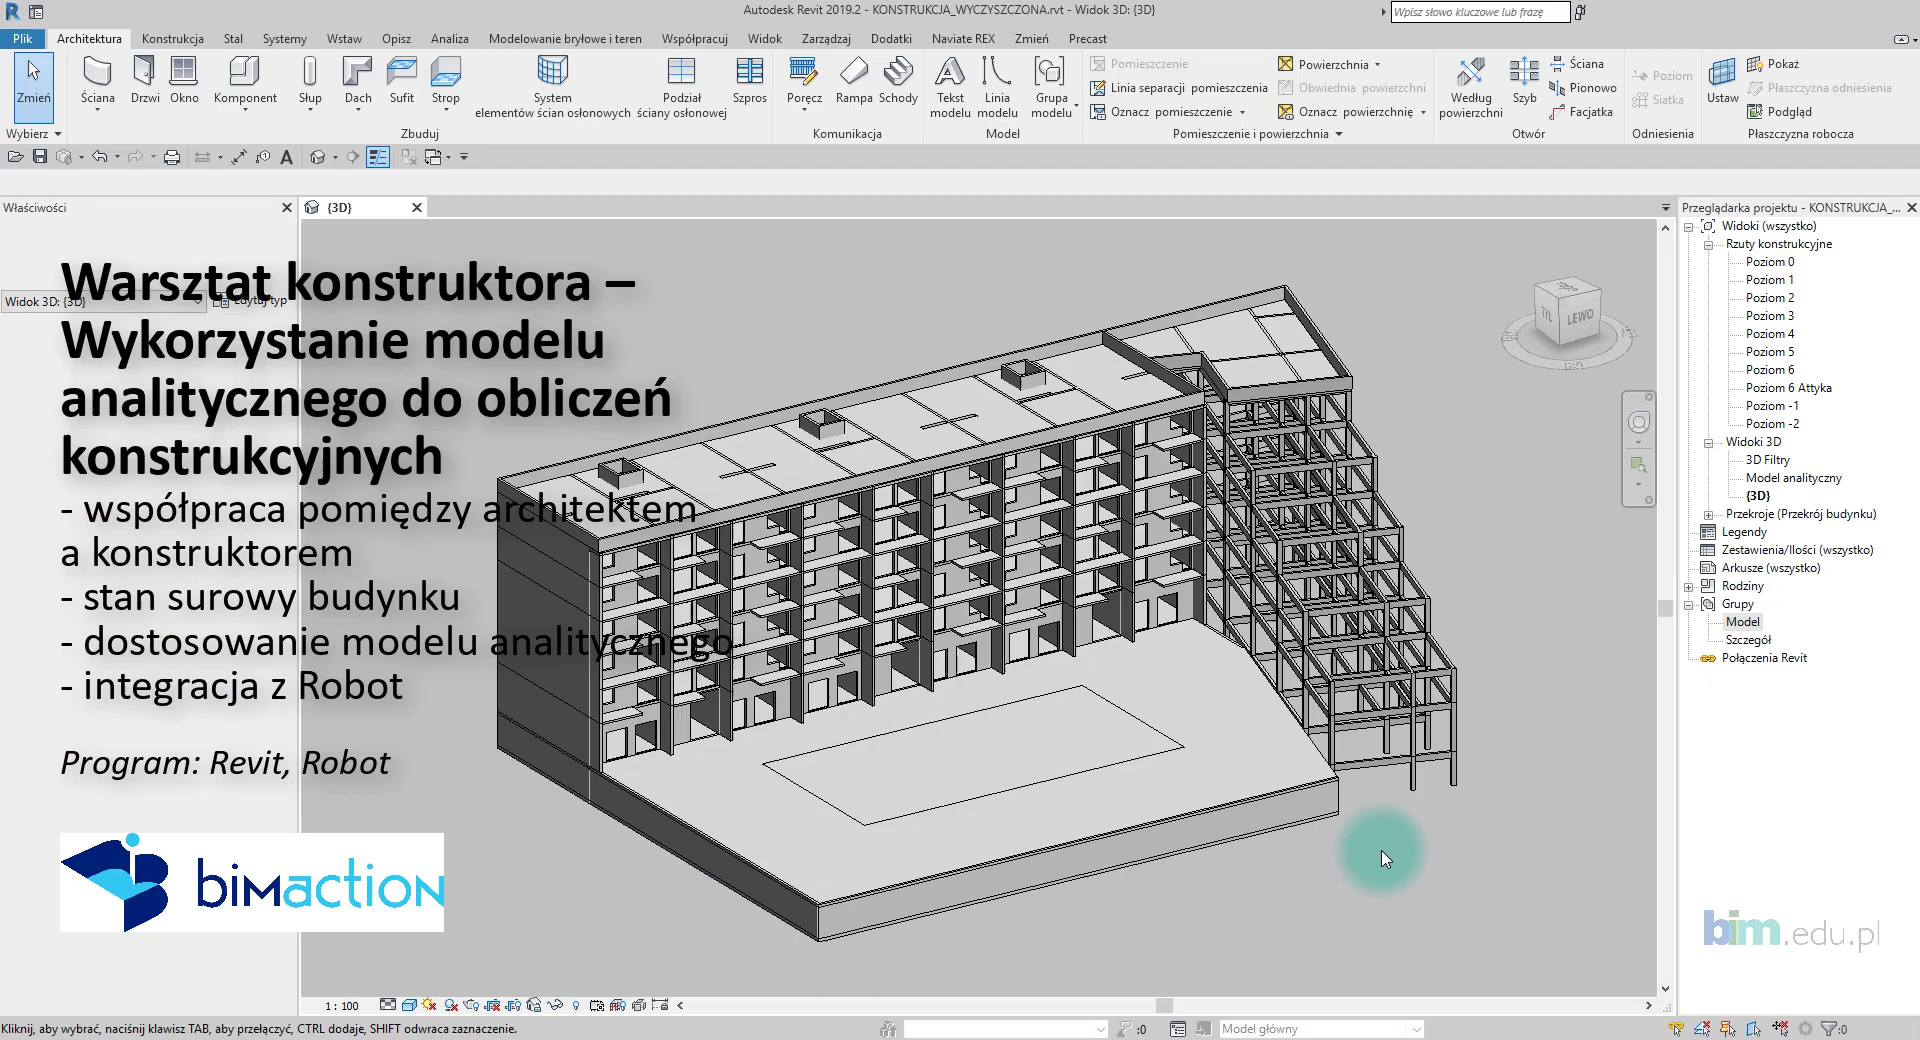 Autodesk Revit 2019.2 - KONSTRUKCJA_WYCZYSZCZONA.rvt - Widok 3D: {3D}
Wpisz słowo kluczowe lub frazę
Plik Architektura Konstrukcja Stal Systemy Wstaw Opisz Analiza Modelowanie bryłowe i teren Współpracuj Widok Zarządzaj Dodatki Naviate REX Zmień Precast
Zmień
Ściana Drzwi Okno Komponent Słup Dach Sufit Strop
System
elementów ścian osłonowych
Podział
ściany osłonowej
Szpros
Poręcz Rampa Schody
Tekst
modelu
Linia
modelu
Grupa
modelu
Pomieszczenie
Linia separacji pomieszczenia
Oznacz pomieszczenie
Powierzchnia
Obwiednia powierzchni
Oznacz powierzchnię
Według
powierzchni
Szyb
Ściana
Pionowo
Facjatka
Poziom
Siatka
Ustaw
Pokaż
Płaszczyzna odniesienia
Podgląd
Wybierz Zbuduj Komunikacja Model Pomieszczenie i powierzchnia Otwór Odniesienia Płaszczyzna robocza
Właściwości
{3D}
Widok 3D: {3D} Edytuj typ
Warsztat konstruktora –
Wykorzystanie modelu
analitycznego do obliczeń
konstrukcyjnych
- współpraca pomiędzy architektem
a konstruktorem
- stan surowy budynku
- dostosowanie modelu analitycznego
- integracja z Robot
Program: Revit, Robot
bimaction
TYŁ LEWO
Przeglądarka projektu - KONSTRUKCJA_...
Widoki (wszystko)
Rzuty konstrukcyjne
Poziom 0
Poziom 1
Poziom 2
Poziom 3
Poziom 4
Poziom 5
Poziom 6
Poziom 6 Attyka
Poziom -1
Poziom -2
Widoki 3D
3D Filtry
Model analityczny
{3D}
Przekroje (Przekrój budynku)
Legendy
Zestawienia/Ilości (wszystko)
Arkusze (wszystko)
Rodziny
Grupy
Model
Szczegół
Połączenia Revit
bim.edu.pl
1 : 100
Kliknij, aby wybrać, naciśnij klawisz TAB, aby przełączyć, CTRL dodaje, SHIFT odwraca zaznaczenie.
:0
Model główny
:0